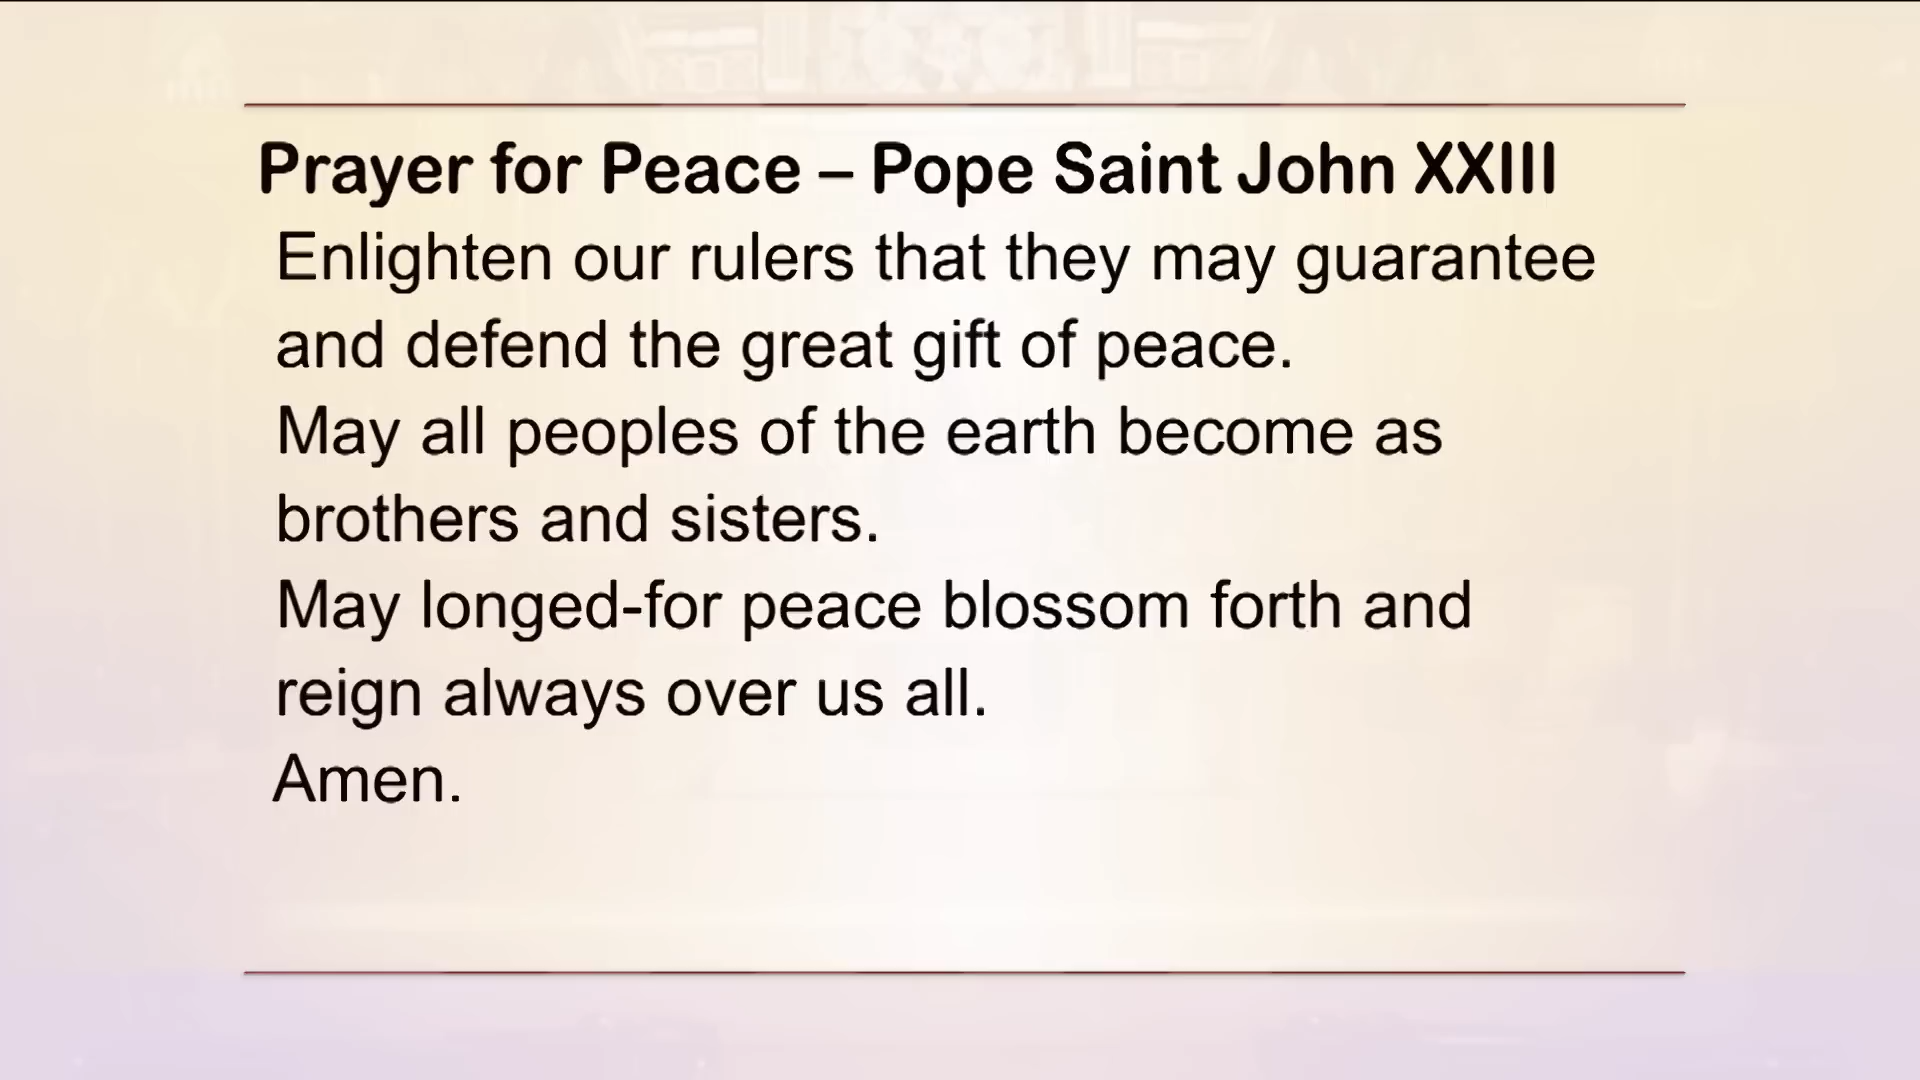 Prayer for Peace – Pope Saint John XXIII
Enlighten our rulers that they may guarantee
and defend the great gift of peace.
May all peoples of the earth become as
brothers and sisters.
May longed-for peace blossom forth and
reign always over us all.
Amen.